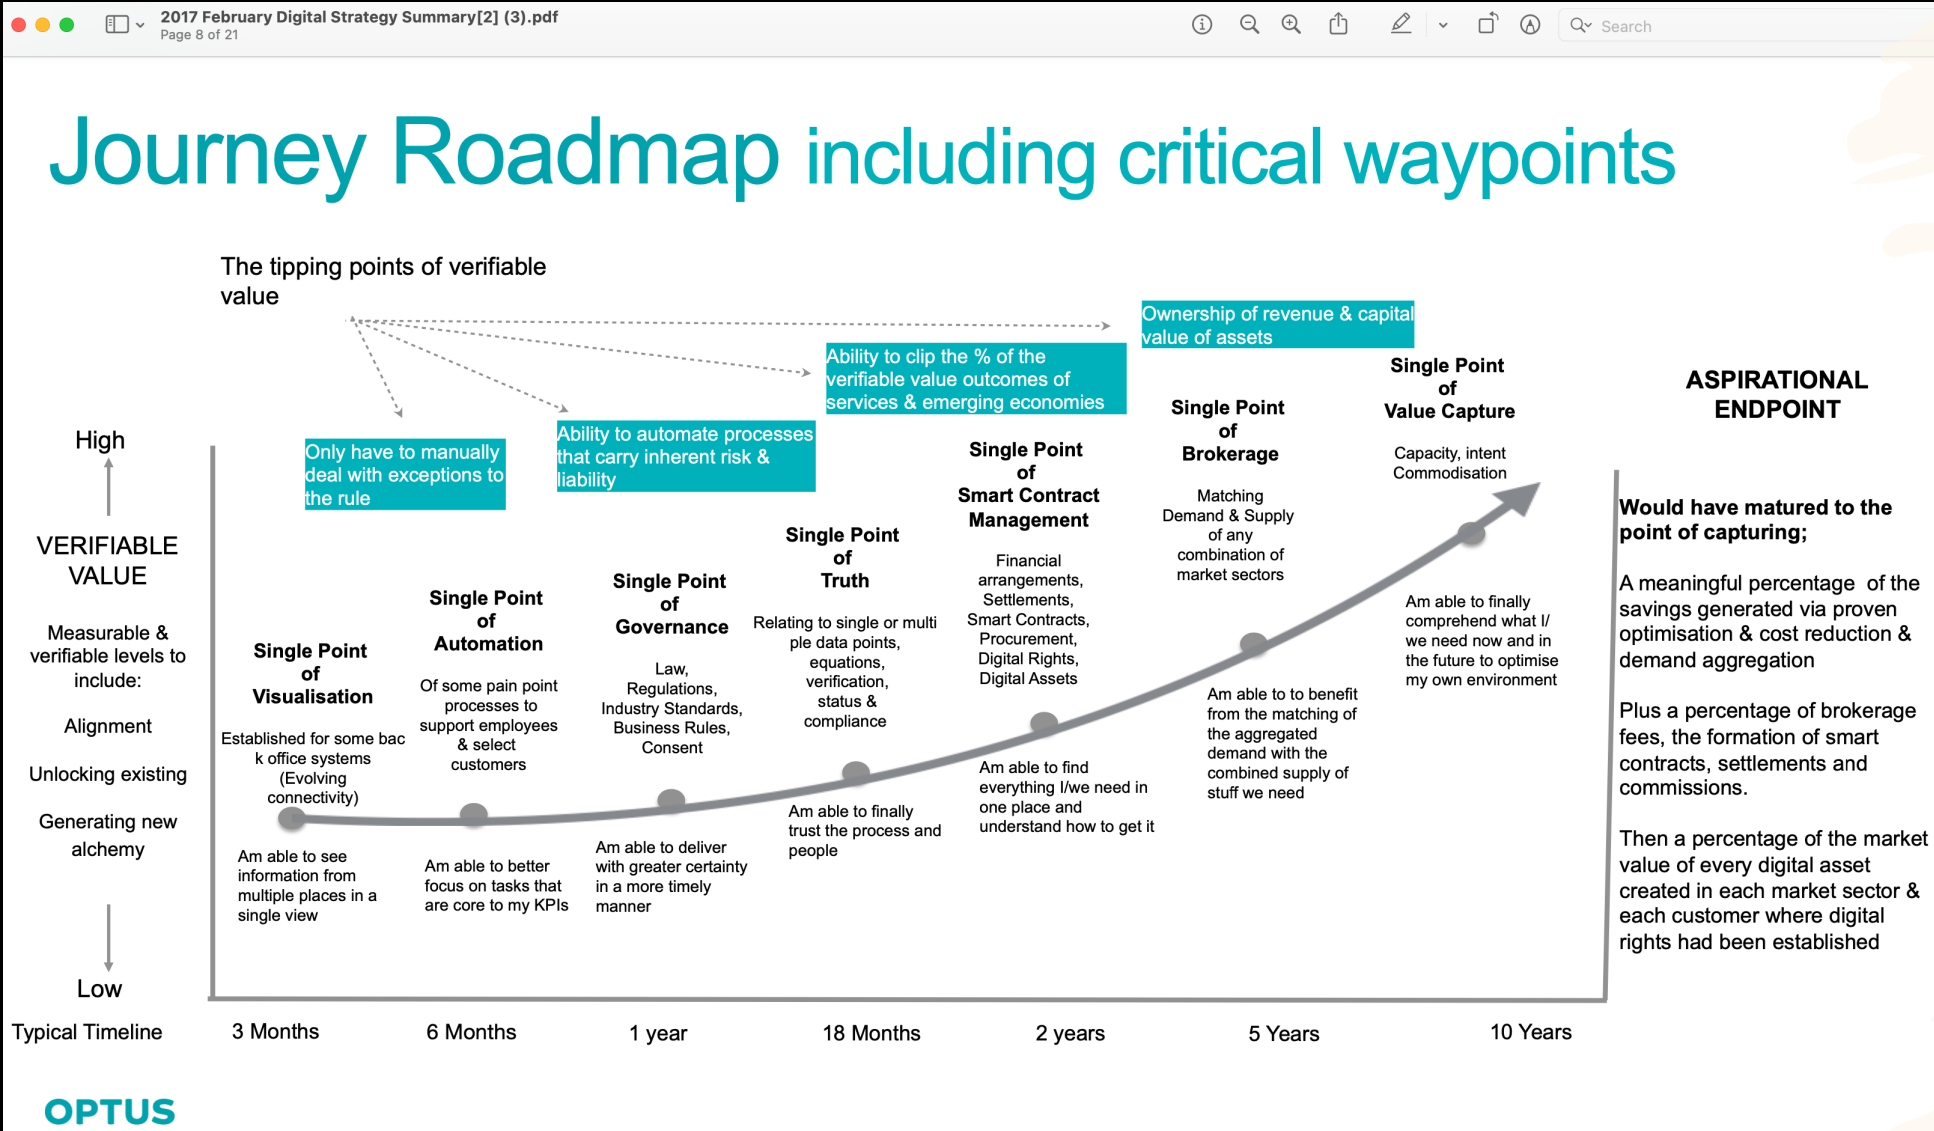 2017 February Digital Strategy Summary[2] (3).pdf
Page 8 of 21
Search
Journey Roadmap including critical waypoints
The tipping points of verifiable
value
Only have to manually
deal with exceptions to
the rule
Ability to automate processes
that carry inherent risk &
liability
Ability to clip the % of the
verifiable value outcomes of
services & emerging economies
Ownership of revenue & capital
value of assets
High
VERIFIABLE
VALUE
Measurable &
verifiable levels to
include:
Alignment
Unlocking existing
Generating new
alchemy
Low
Single Point
of
Visualisation
Established for some bac
k office systems
(Evolving
connectivity)
Am able to see
information from
multiple places in a
single view
Single Point
of
Automation
Of some pain point
processes to
support employees
& select
customers
Am able to better
focus on tasks that
are core to my KPIs
Single Point
of
Governance
Law,
Regulations,
Industry Standards,
Business Rules,
Consent
Am able to deliver
with greater certainty
in a more timely
manner
Single Point
of
Truth
Relating to single or multi
ple data points,
equations,
verification,
status &
compliance
Am able to finally
trust the process and
people
Single Point
of
Smart Contract
Management
Financial
arrangements,
Settlements,
Smart Contracts,
Procurement,
Digital Rights,
Digital Assets
Am able to find
everything I/we need in
one place and
understand how to get it
Single Point
of
Brokerage
Matching
Demand & Supply
of any
combination of
market sectors
Am able to to benefit
from the matching of
the aggregated
demand with the
combined supply of
stuff we need
Single Point
of
Value Capture
Capacity, intent
Commodisation
Am able to finally
comprehend what I/
we need now and in
the future to optimise
my own environment
ASPIRATIONAL
ENDPOINT
Would have matured to the
point of capturing;
A meaningful percentage  of the
savings generated via proven
optimisation & cost reduction &
demand aggregation
Plus a percentage of brokerage
fees, the formation of smart
contracts, settlements and
commissions.
Then a percentage of the market
value of every digital asset
created in each market sector &
each customer where digital
rights had been established
Typical Timeline
3 Months
6 Months
1 year
18 Months
2 years
5 Years
10 Years
OPTUS